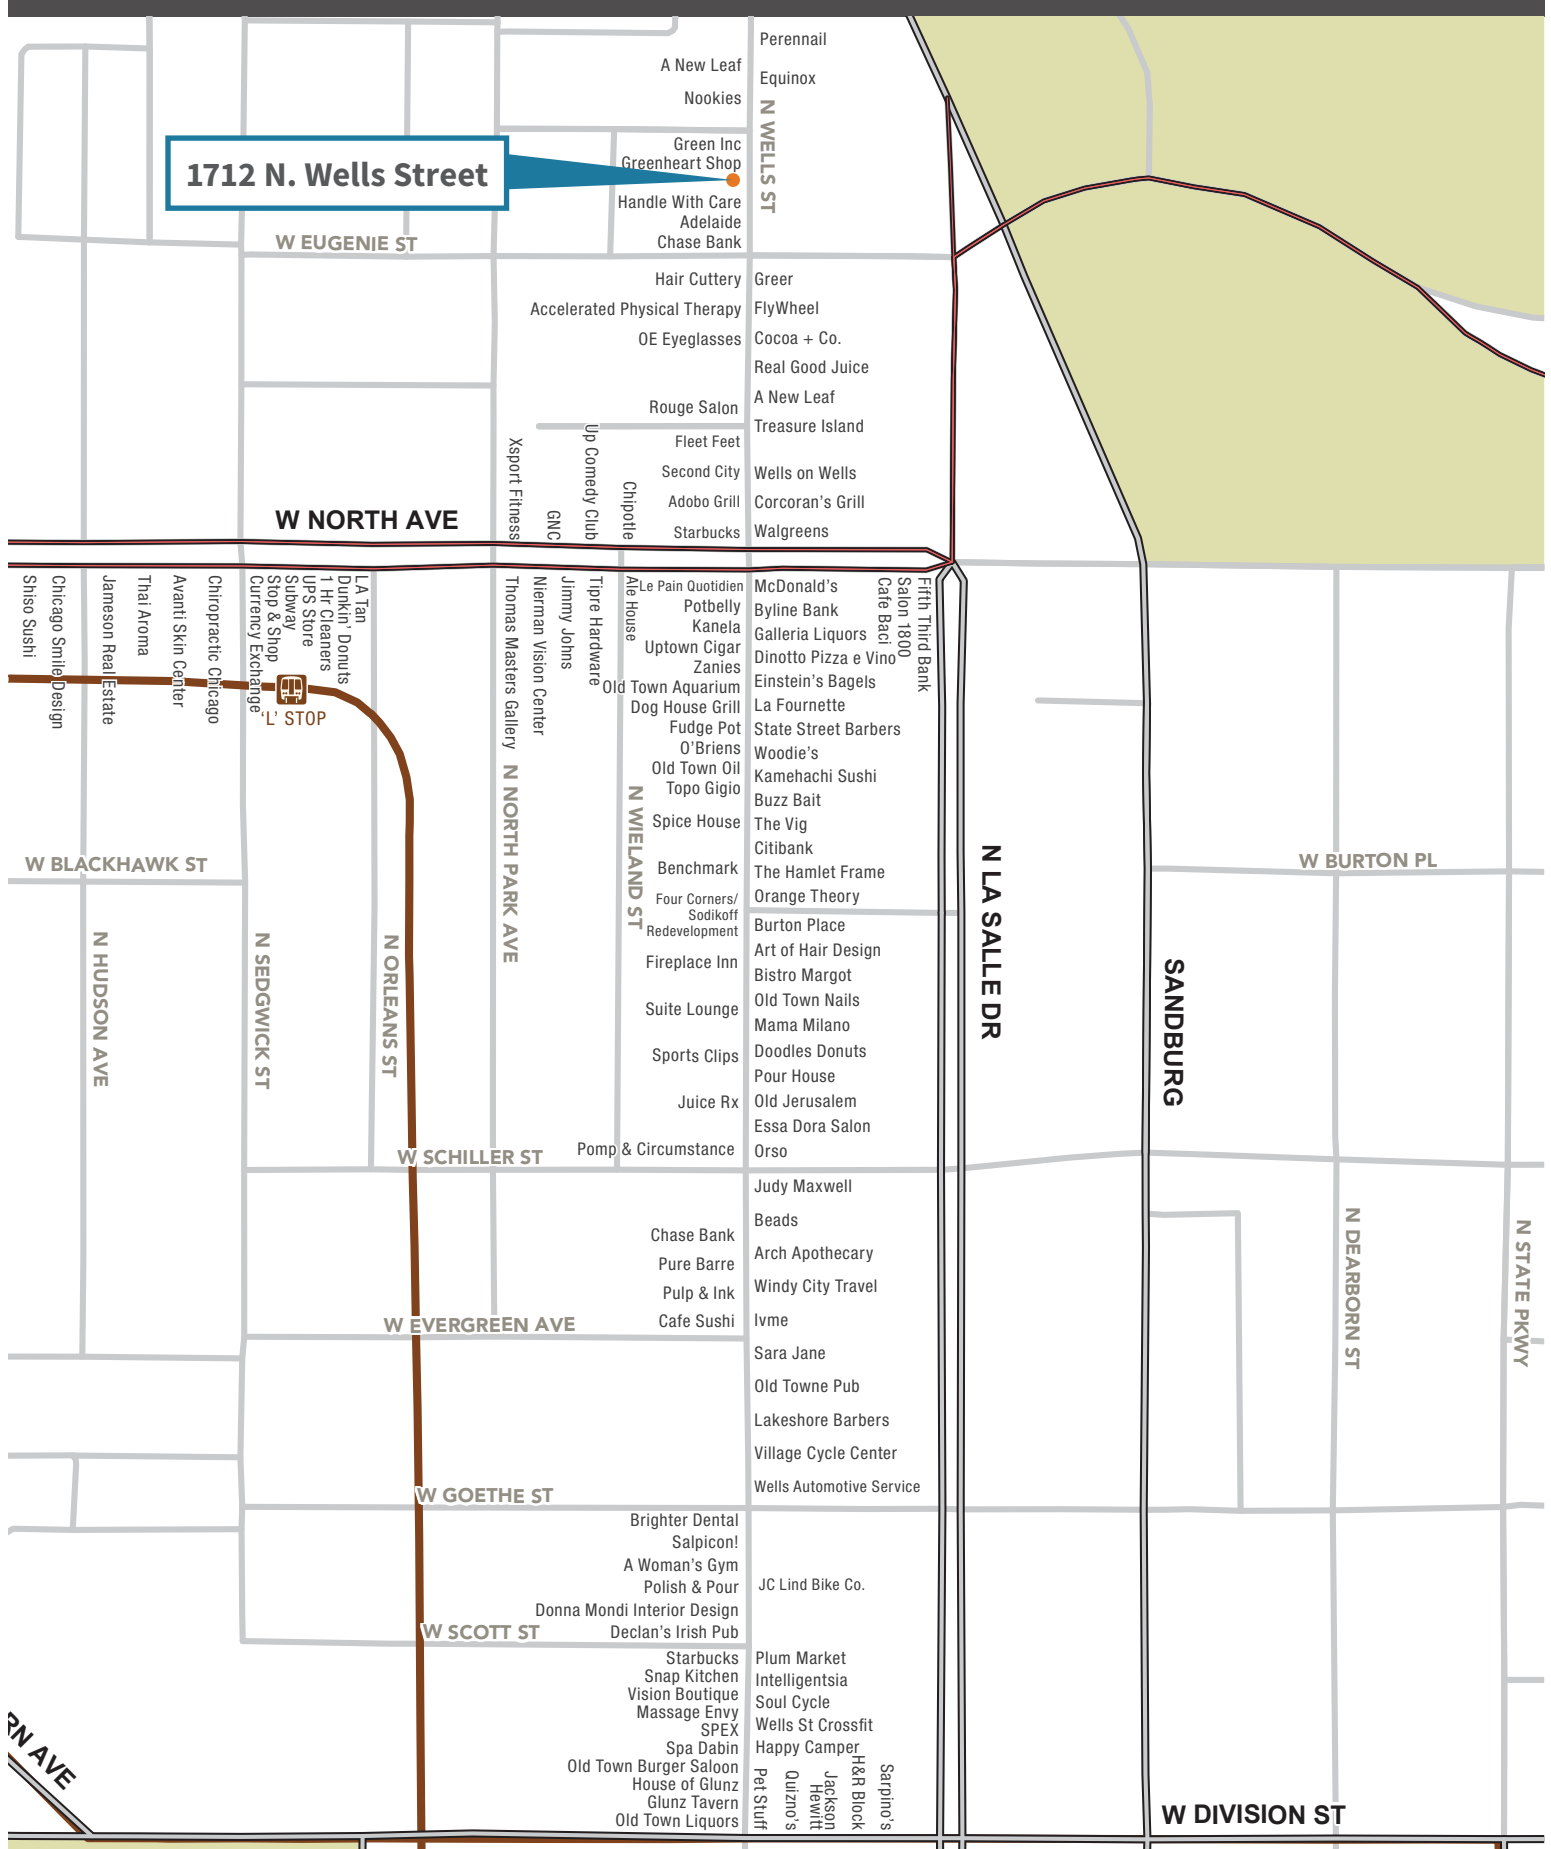 Perennail
A New Leaf
Equinox
Nookies
N WELLS ST
Green Inc
Greenheart Shop
1712 N. Wells Street
Handle With Care
Adelaide
Chase Bank
W EUGENIE ST
Hair Cuttery
Greer
Accelerated Physical Therapy
FlyWheel
OE Eyeglasses
Cocoa + Co.
Real Good Juice
A New Leaf
Rouge Salon
Treasure Island
Fleet Feet
Second City
Wells on Wells
Adobo Grill
Corcoran's Grill
Starbucks
Walgreens
Xsport Fitness
GNC
Up Comedy Club
Chipotle
W NORTH AVE
Shiso Sushi
Chicago Smile Design
Jameson Real Estate
Thai Aroma
Avanti Skin Center
Chiropractic Chicago
Currency Exchange
Stop & Shop
Subway
UPS Store
1 Hr Cleaners
Dunkin' Donuts
LA Tan
'L' STOP
Thomas Masters Gallery
Nierman Vision Center
Jimmy Johns
Tipre Hardware
Ale House
Le Pain Quotidien
Potbelly
Kanela
Uptown Cigar
Zanies
Old Town Aquarium
Dog House Grill
Fudge Pot
O'Briens
Old Town Oil
Topo Gigio
Spice House
Benchmark
Four Corners/
Sodikoff
Redevelopment
Fireplace Inn
Suite Lounge
Sports Clips
Juice Rx
Pomp & Circumstance
McDonald's
Byline Bank
Galleria Liquors
Dinotto Pizza e Vino
Einstein's Bagels
La Fournette
State Street Barbers
Woodie's
Kamehachi Sushi
Buzz Bait
The Vig
Citibank
The Hamlet Frame
Orange Theory
Burton Place
Art of Hair Design
Bistro Margot
Old Town Nails
Mama Milano
Doodles Donuts
Pour House
Old Jerusalem
Essa Dora Salon
Orso
Cafe Baci
Salon 1800
Fifth Third Bank
W BLACKHAWK ST
N HUDSON AVE
N SEDGWICK ST
N ORLEANS ST
N NORTH PARK AVE
N WIELAND ST
N LA SALLE DR
SANDBURG
W BURTON PL
W SCHILLER ST
Judy Maxwell
Beads
Arch Apothecary
Windy City Travel
Ivme
Chase Bank
Pure Barre
Pulp & Ink
Cafe Sushi
N DEARBORN ST
N STATE PKWY
W EVERGREEN AVE
Sara Jane
Old Towne Pub
Lakeshore Barbers
Village Cycle Center
Wells Automotive Service
W GOETHE ST
Brighter Dental
Salpicon!
A Woman's Gym
Polish & Pour
Donna Mondi Interior Design
Declan's Irish Pub
JC Lind Bike Co.
W SCOTT ST
Starbucks
Snap Kitchen
Vision Boutique
Massage Envy
SPEX
Spa Dabin
Old Town Burger Saloon
House of Glunz
Glunz Tavern
Old Town Liquors
Plum Market
Intelligentsia
Soul Cycle
Wells St Crossfit
Happy Camper
Pet Stuff
Quizno's
Jackson
Hewitt
H&R Block
Sarpino's
RN AVE
W DIVISION ST